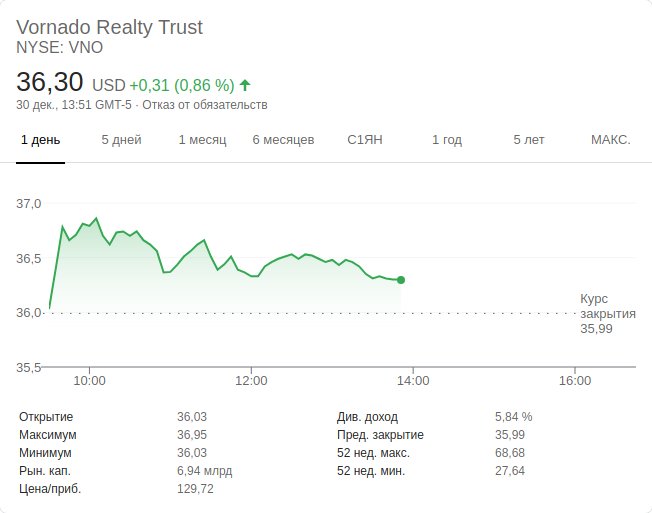 Vornado Realty Trust
NYSE: VNO
36,30 USD +0,31 (0,86 %)
30 дек., 13:51 GMT-5 · Отказ от обязательств
1 день 5 дней 1 месяц 6 месяцев С1ЯН 1 год 5 лет МАКС.
37,0
36,5
36,0
35,5
Курс
закрытия
35,99
10:00 12:00 14:00 16:00
Открытие 36,03 Див. доход 5,84 %
Максимум 36,95 Пред. закрытие 35,99
Минимум 36,03 52 нед. макс. 68,68
Рын. кап. 6,94 млрд 52 нед. мин. 27,64
Цена/приб. 129,72